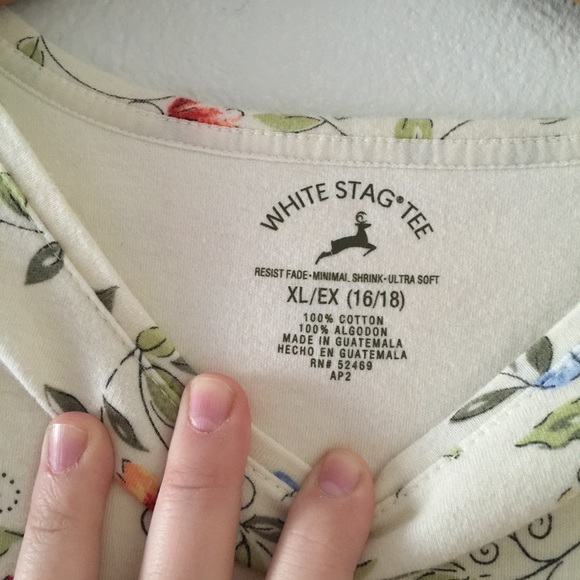 WHITE STAG® TEE
RESIST FADE-MINIMAL SHRINK-ULTRA SOFT
XL/EX (16/18)
100% COTTON
100% ALGODON
MADE IN GUATEMALA
HECHO EN GUATEMALA
RN# 52469
AP2